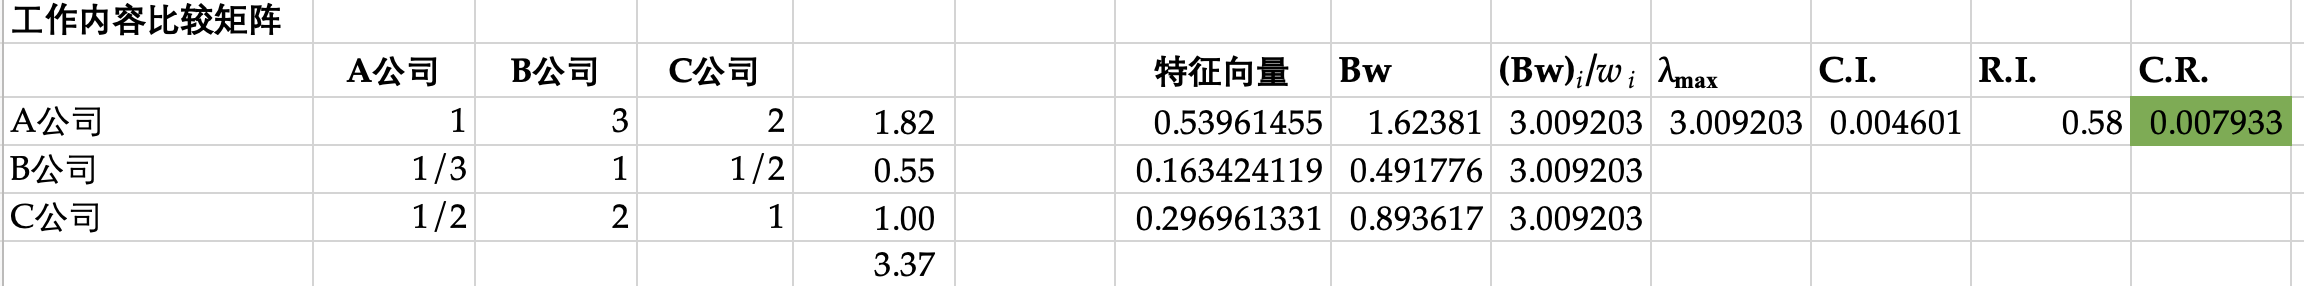 工作内容比较矩阵
A公司 B公司 C公司 特征向量 Bw (Bw)i/wi λmax C.I. R.I. C.R.
A公司 1 3 2 1.82 0.53961455 1.62381 3.009203 3.009203 0.004601 0.58 0.007933
B公司 1/3 1 1/2 0.55 0.163424119 0.491776 3.009203
C公司 1/2 2 1 1.00 0.296961331 0.893617 3.009203
3.37